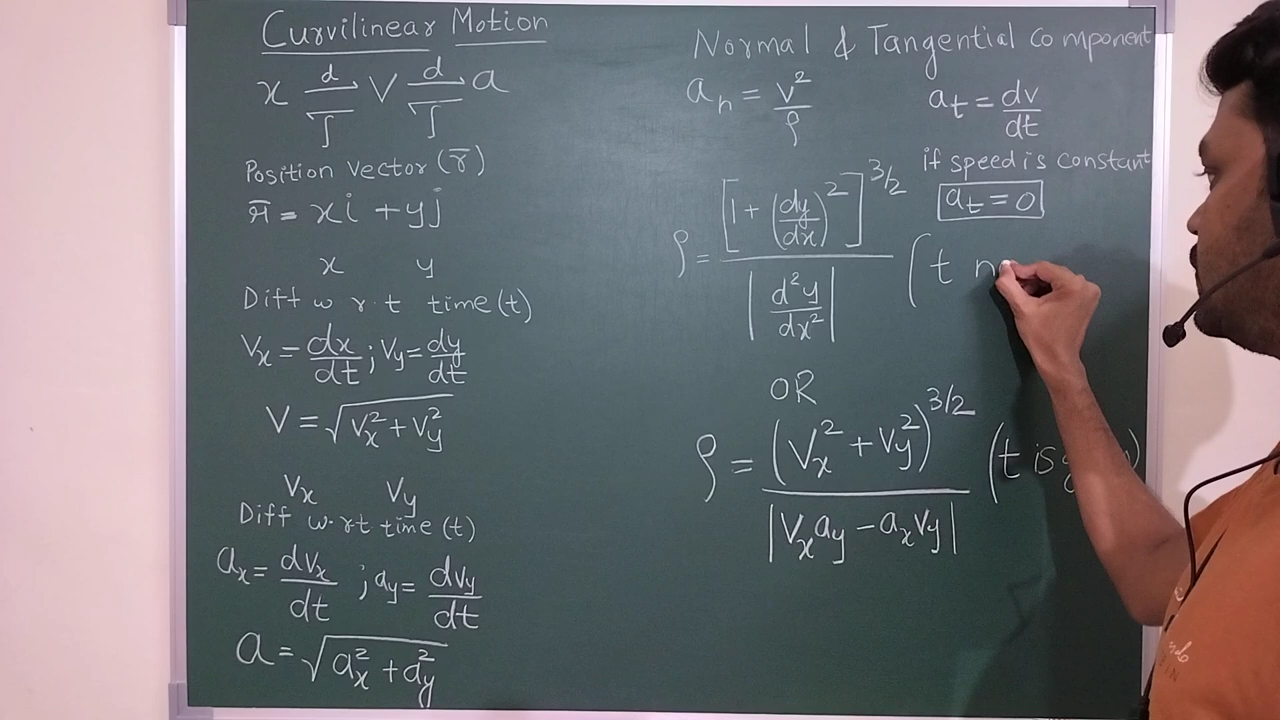 Curvilinear Motion
x d/∫ V d/∫ a
Position Vector (r̄)
r̄ = xi + yj
x y
Diff w r.t time (t)
Vx = dx/dt ; Vy = dy/dt
V = √(Vx² + Vy²)
Vx Vy
Diff w.r.t time (t)
ax = dVx/dt ; ay = dVy/dt
a = √(ax² + ay²)
Normal & Tangential Component
an = v²/ρ
at = dv/dt
if speed is constant
at = 0
ρ = [1 + (dy/dx)²]^3/2 / |d²y/dx²| (t
OR
ρ = (Vx² + Vy²)^3/2 / |Vx ay − ax Vy| (t is